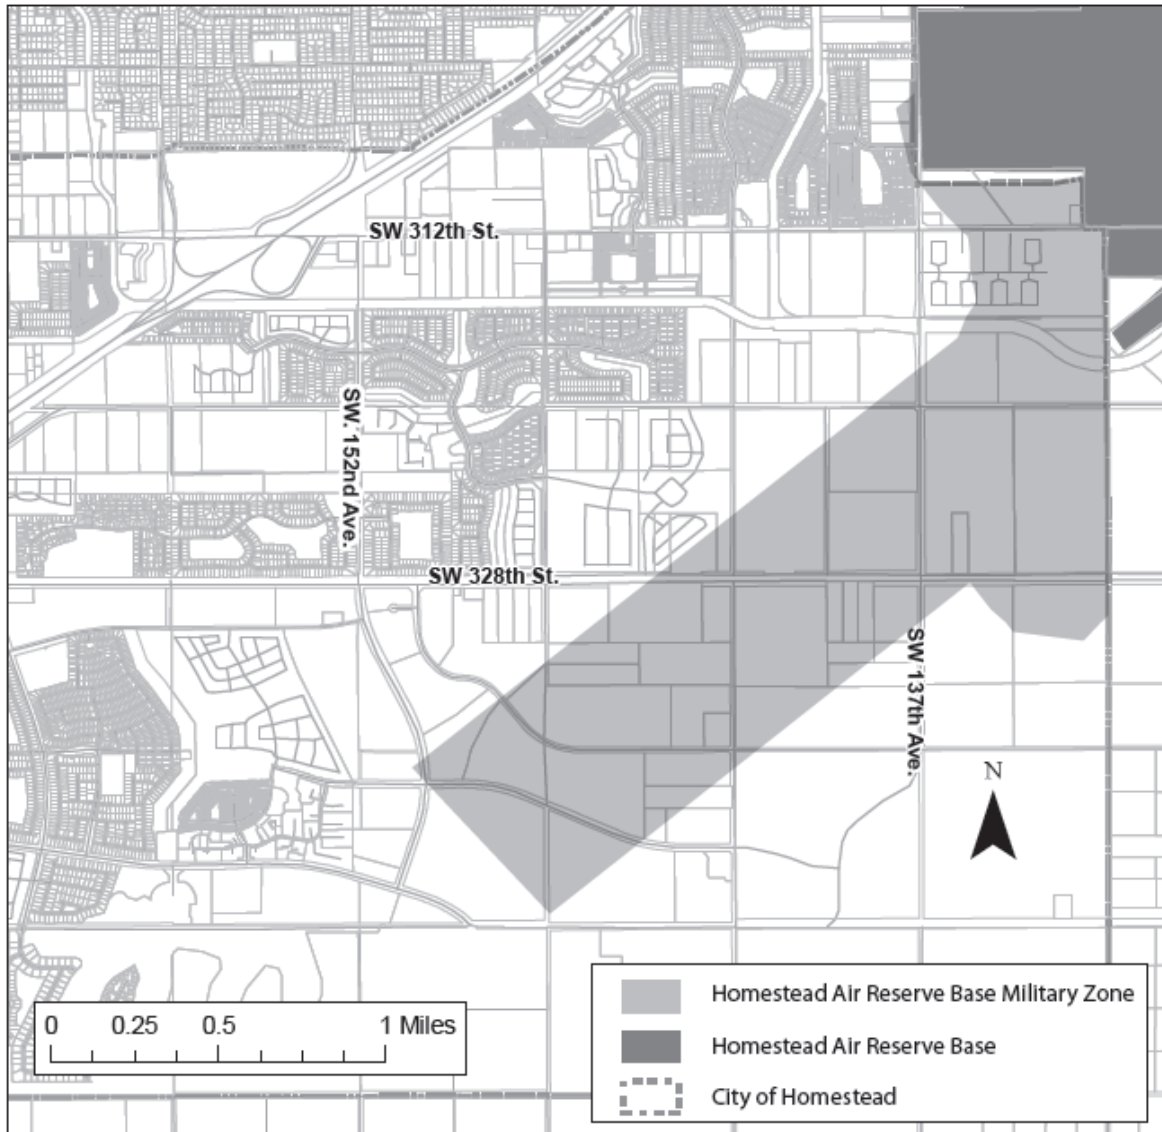 SW 312th St.
SW. 152nd Ave.
SW 328th St.
SW 137th Ave.
N
0 0.25 0.5 1 Miles
Homestead Air Reserve Base Military Zone
Homestead Air Reserve Base
City of Homestead